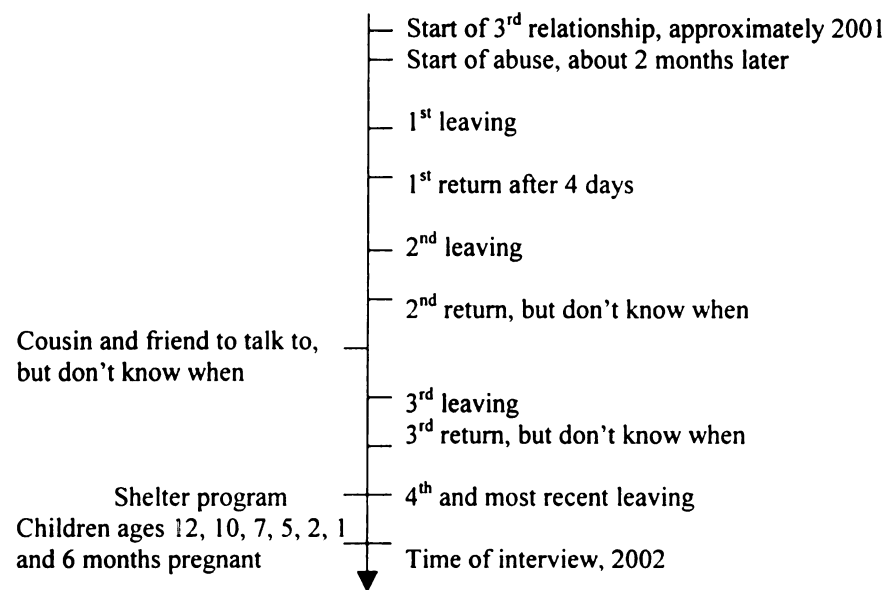 Start of 3rd relationship, approximately 2001
Start of abuse, about 2 months later
1st leaving
1st return after 4 days
2nd leaving
2nd return, but don't know when
Cousin and friend to talk to,
but don't know when
3rd leaving
3rd return, but don't know when
Shelter program
4th and most recent leaving
Children ages 12, 10, 7, 5, 2, 1
and 6 months pregnant
Time of interview, 2002